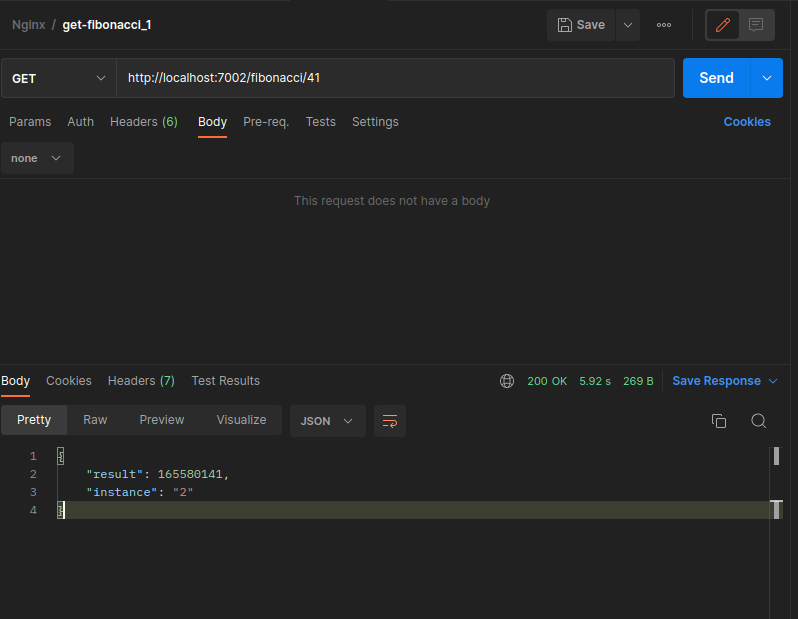 Nginx / get-fibonacci_1 Save
GET http://localhost:7002/fibonacci/41 Send
Params Auth Headers (6) Body Pre-req. Tests Settings Cookies
none
This request does not have a body
Body Cookies Headers (7) Test Results 200 OK 5.92 s 269 B Save Response
Pretty Raw Preview Visualize JSON
1 {
2 "result": 165580141,
3 "instance": "2"
4 }